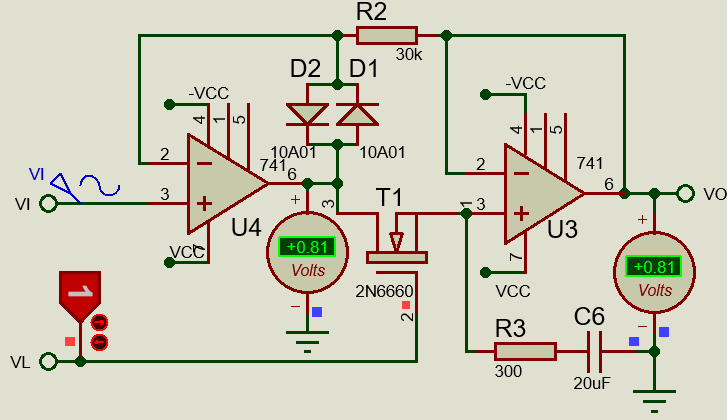 R2
30k
D2 D1
-VCC
4 1 5
10A01 10A01
2
741
6
3
U4
VI
VI
7
VCC
+
+0.81
Volts
−
3
T1
2N6660
2
1
VL
1
-VCC
4 1 5
2
741
6
3
1
U3
7
VCC
VO
+
+0.81
Volts
−
R3
300
C6
20uF